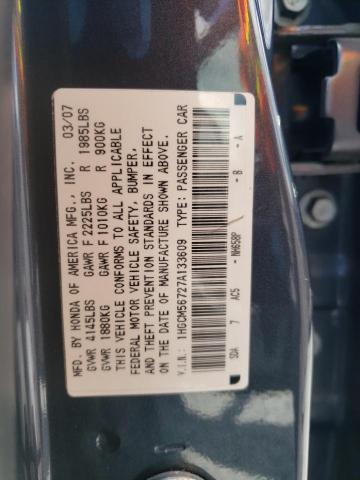 MFD. BY HONDA OF AMERICA MFG., INC. 03/07
GVWR 4145LBS GAWR F 2225LBS R 1985LBS
GVWR 1880KG GAWR F 1010KG R 900KG
THIS VEHICLE CONFORMS TO ALL APPLICABLE
FEDERAL MOTOR VEHICLE SAFETY, BUMPER,
AND THEFT PREVENTION STANDARDS IN EFFECT
ON THE DATE OF MANUFACTURE SHOWN ABOVE.
V.I.N.: 1HGCM56727A133609 TYPE: PASSENGER CAR
SDA 7 AC5 - NH658P - B - A